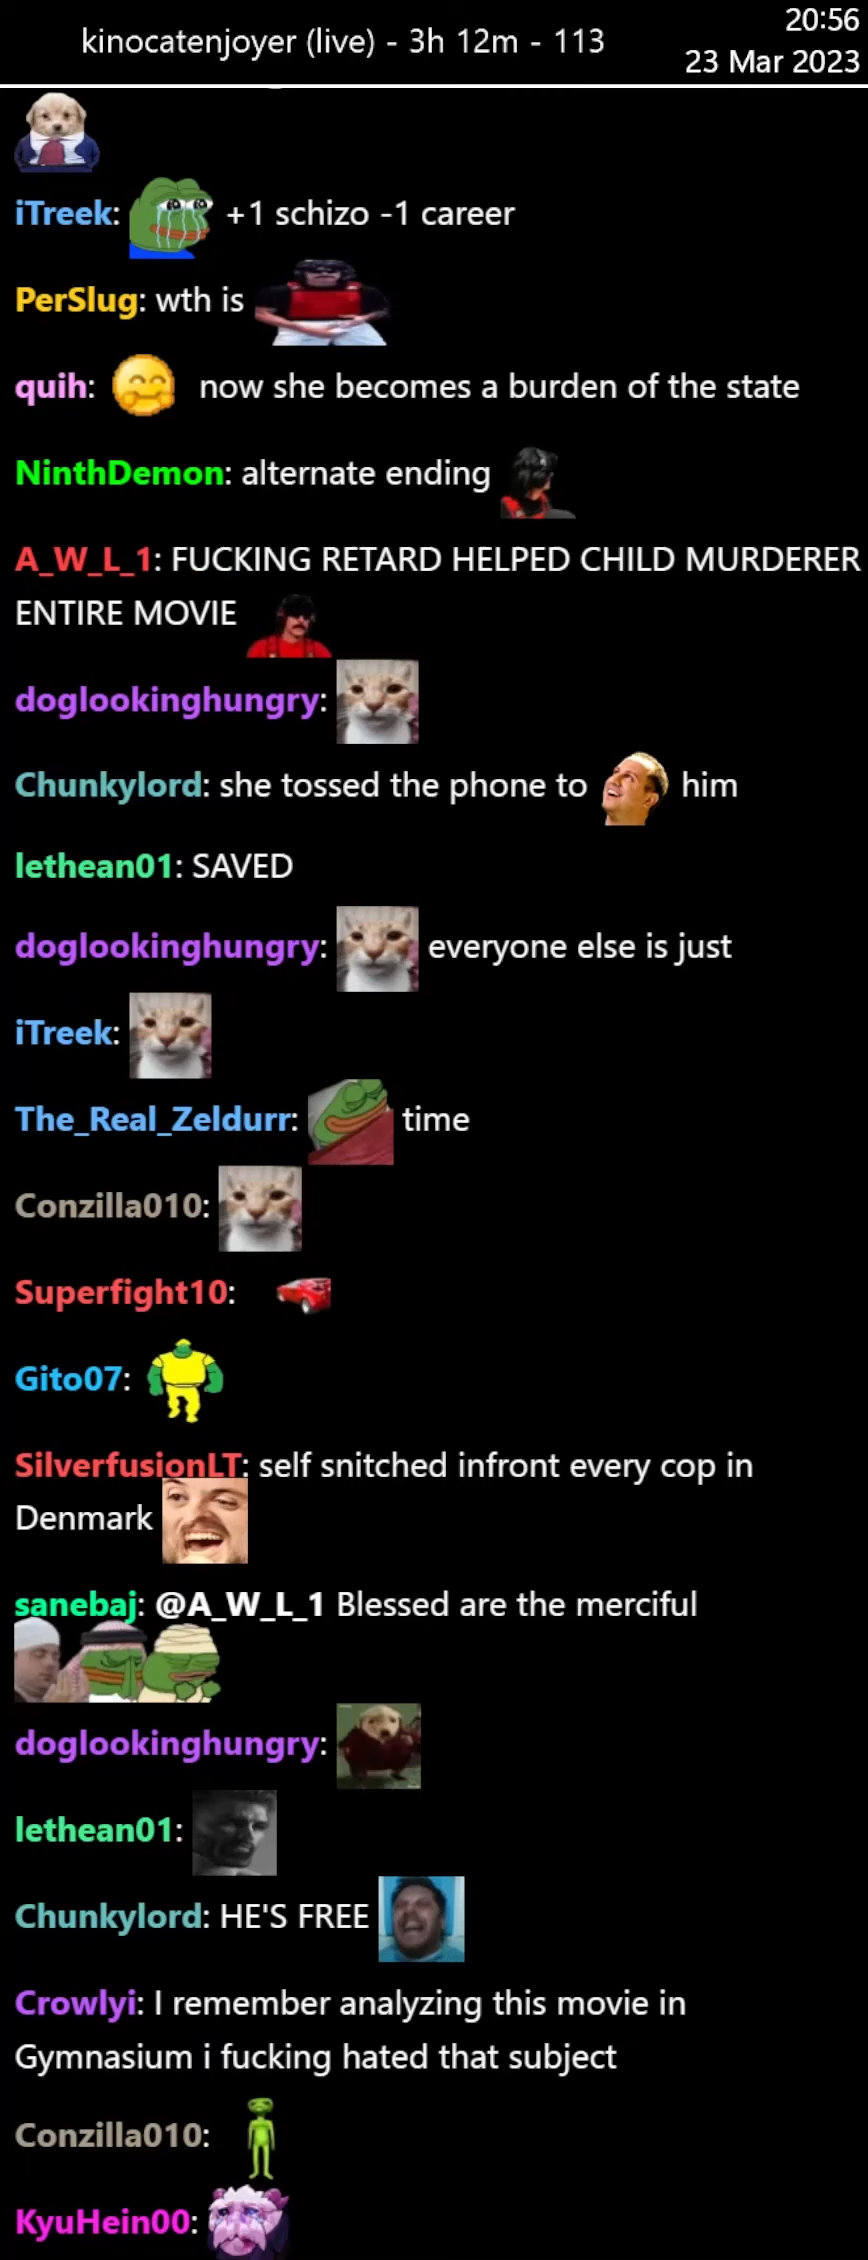 kinocatenjoyer (live) - 3h 12m - 113
20:56
23 Mar 2023
iTreek: +1 schizo -1 career
PerSlug: wth is
quih: now she becomes a burden of the state
NinthDemon: alternate ending
A_W_L_1: FUCKING RETARD HELPED CHILD MURDERER
ENTIRE MOVIE
doglookinghungry:
Chunkylord: she tossed the phone to him
lethean01: SAVED
doglookinghungry: everyone else is just
iTreek:
The_Real_Zeldurr: time
Conzilla010:
Superfight10:
Gito07:
SilverfusionLT: self snitched infront every cop in
Denmark
sanebaj: @A_W_L_1 Blessed are the merciful
doglookinghungry:
lethean01:
Chunkylord: HE'S FREE
Crowlyi: I remember analyzing this movie in
Gymnasium i fucking hated that subject
Conzilla010:
KyuHein00: